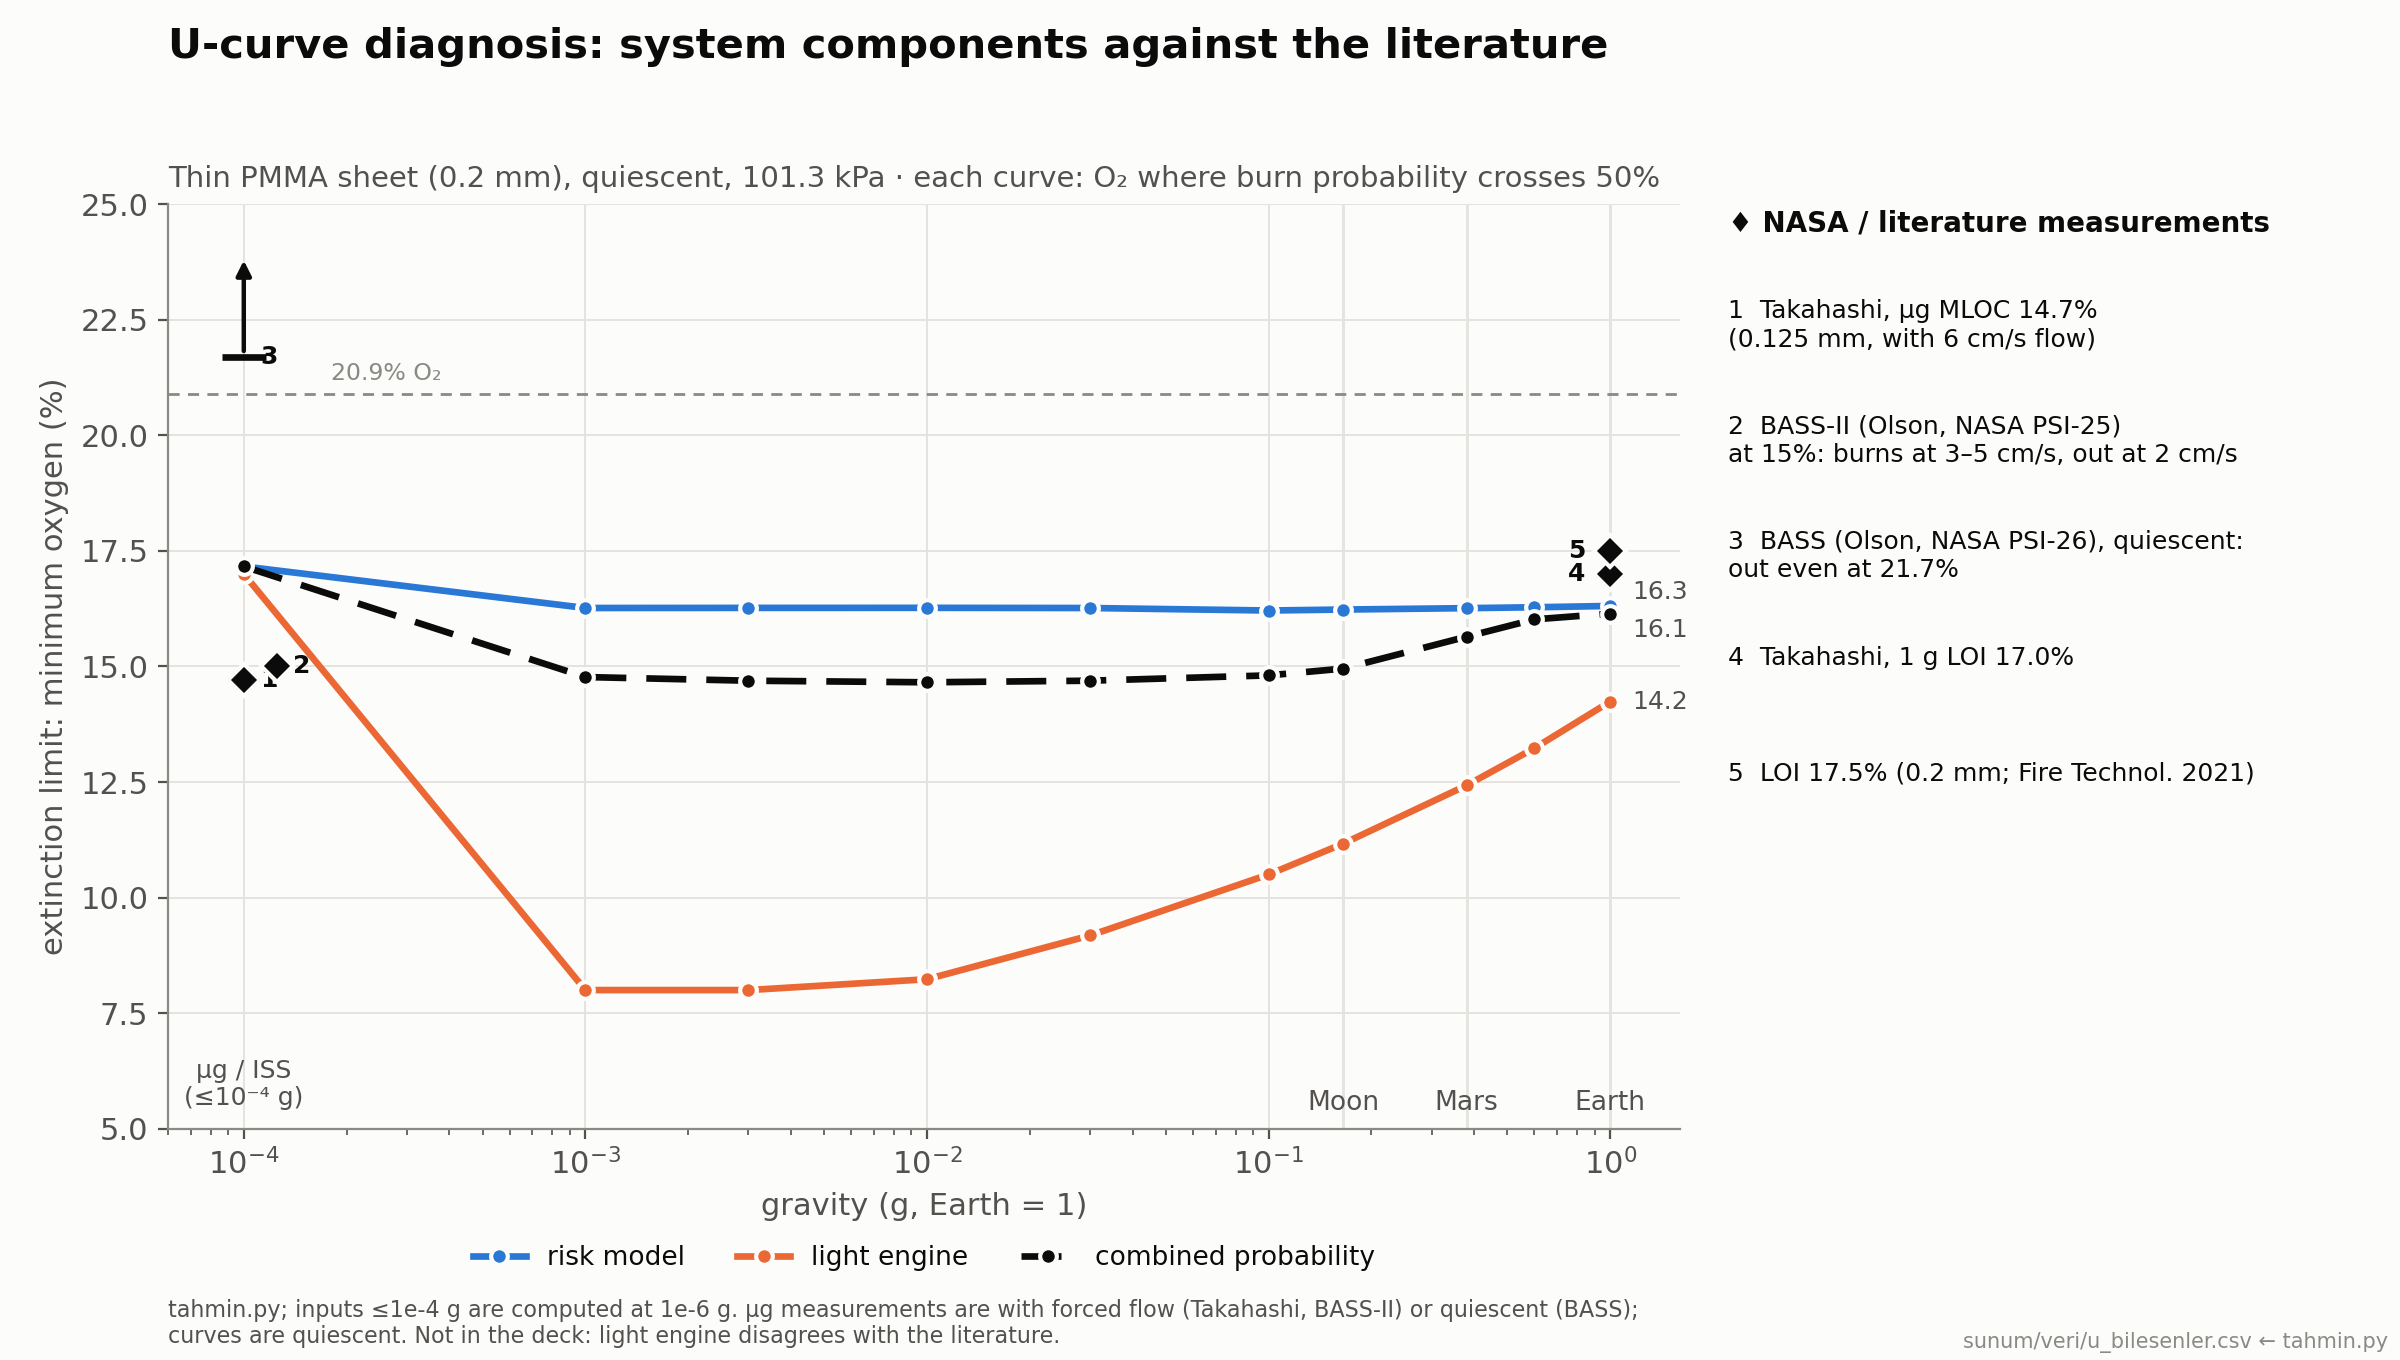 U-curve diagnosis: system components against the literature
Thin PMMA sheet (0.2 mm), quiescent, 101.3 kPa · each curve: O₂ where burn probability crosses 50%
extinction limit: minimum oxygen (%)
25.0
22.5
20.0
17.5
15.0
12.5
10.0
7.5
5.0
3
20.9% O₂
5
4
16.3
16.1
2
1
14.2
µg / ISS
(≤10⁻⁴ g)
Moon
Mars
Earth
10⁻⁴
10⁻³
10⁻²
10⁻¹
10⁰
gravity (g, Earth = 1)
risk model
light engine
combined probability
♦ NASA / literature measurements
1 Takahashi, µg MLOC 14.7%
(0.125 mm, with 6 cm/s flow)
2 BASS-II (Olson, NASA PSI-25)
at 15%: burns at 3–5 cm/s, out at 2 cm/s
3 BASS (Olson, NASA PSI-26), quiescent:
out even at 21.7%
4 Takahashi, 1 g LOI 17.0%
5 LOI 17.5% (0.2 mm; Fire Technol. 2021)
tahmin.py; inputs ≤1e-4 g are computed at 1e-6 g. µg measurements are with forced flow (Takahashi, BASS-II) or quiescent (BASS);
curves are quiescent. Not in the deck: light engine disagrees with the literature.
sunum/veri/u_bilesenler.csv ← tahmin.py